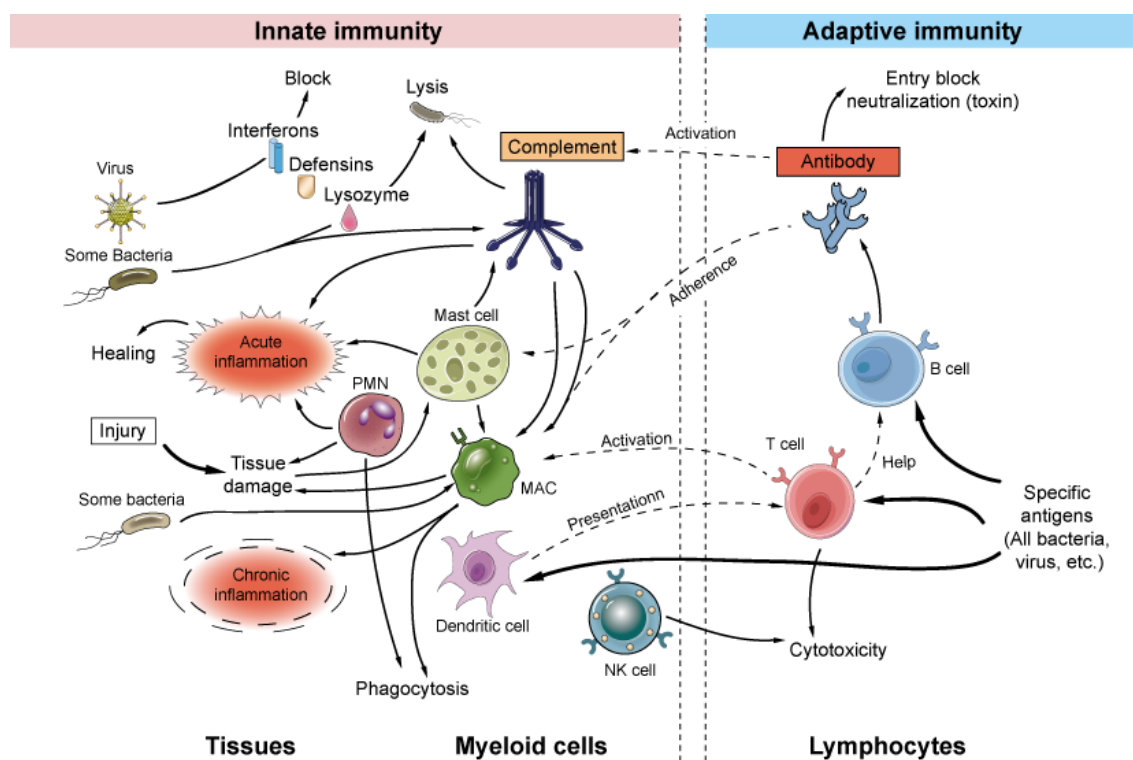 Innate immunity
Adaptive immunity
Block
Lysis
Entry block
neutralization (toxin)
Interferons
Complement
Activation
Antibody
Virus
Defensins
Lysozyme
Some Bacteria
Adherence
Mast cell
Healing
Acute
inflammation
PMN
B cell
Injury
Tissue
damage
Activation
T cell
Help
MAC
Some bacteria
Presentationn
Specific
antigens
(All bacteria,
virus, etc.)
Chronic
inflammation
Dendritic cell
NK cell
Cytotoxicity
Phagocytosis
Tissues
Myeloid cells
Lymphocytes